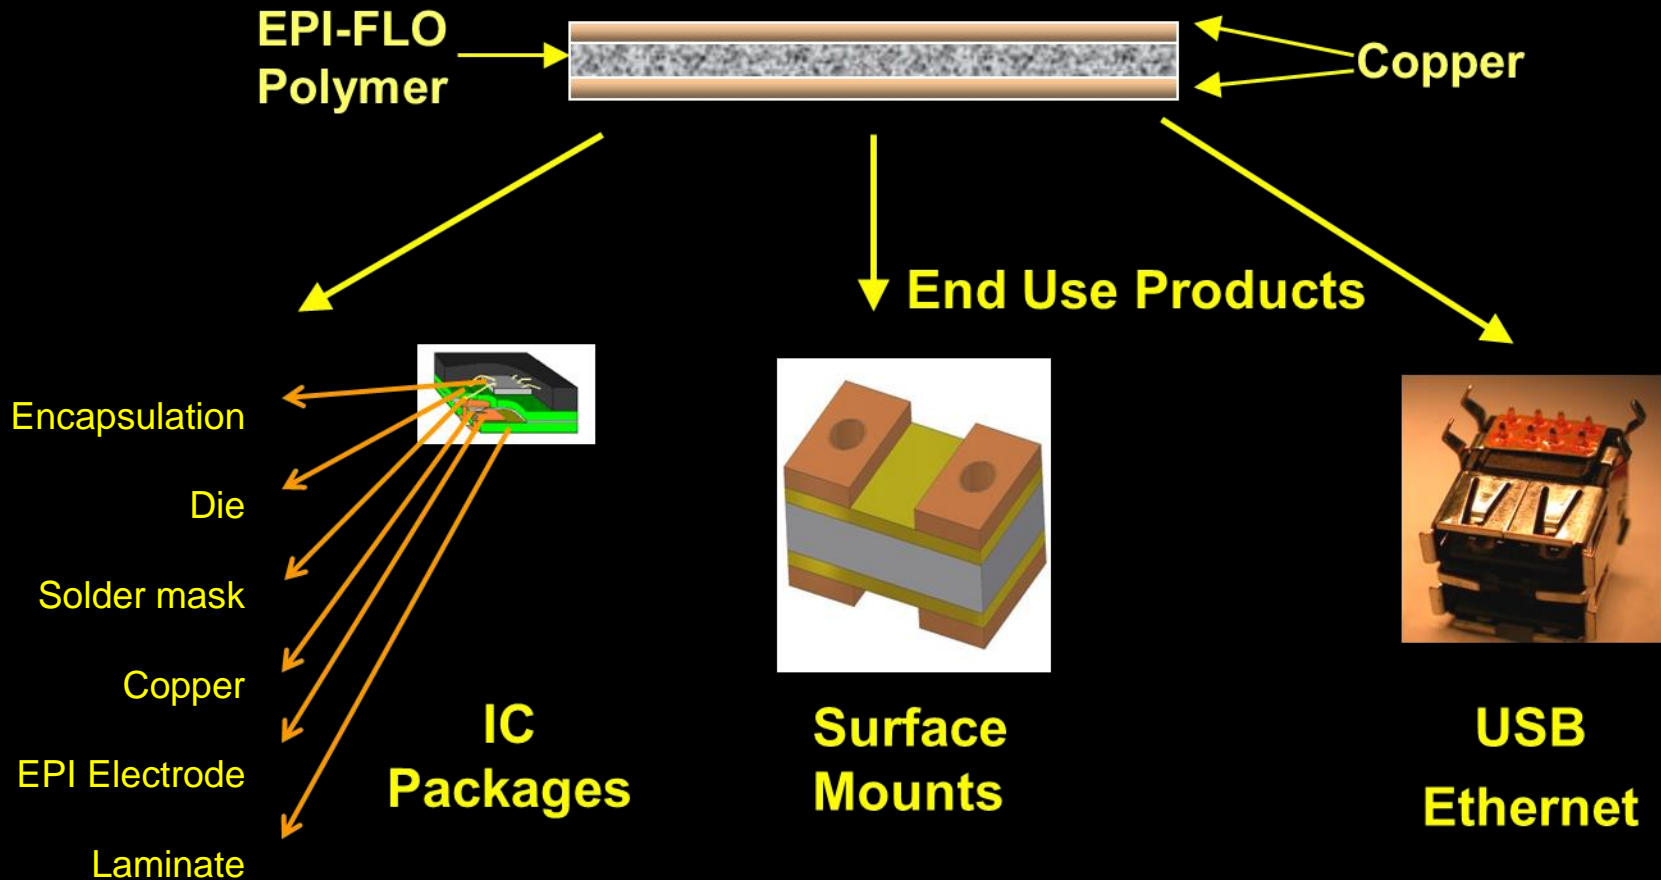 EPI-FLO
Polymer
Copper
End Use Products
Encapsulation
Die
Solder mask
Copper
EPI Electrode
Laminate
IC
Packages
Surface
Mounts
USB
Ethernet